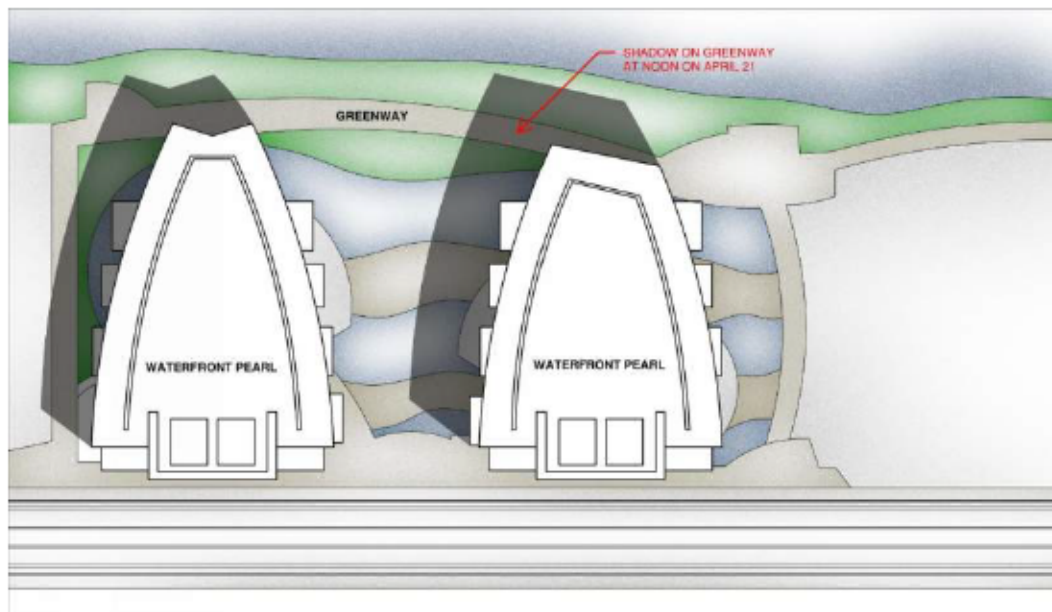 SHADOW ON GREENWAY
AT NOON ON APRIL 21
GREENWAY
WATERFRONT PEARL
WATERFRONT PEARL